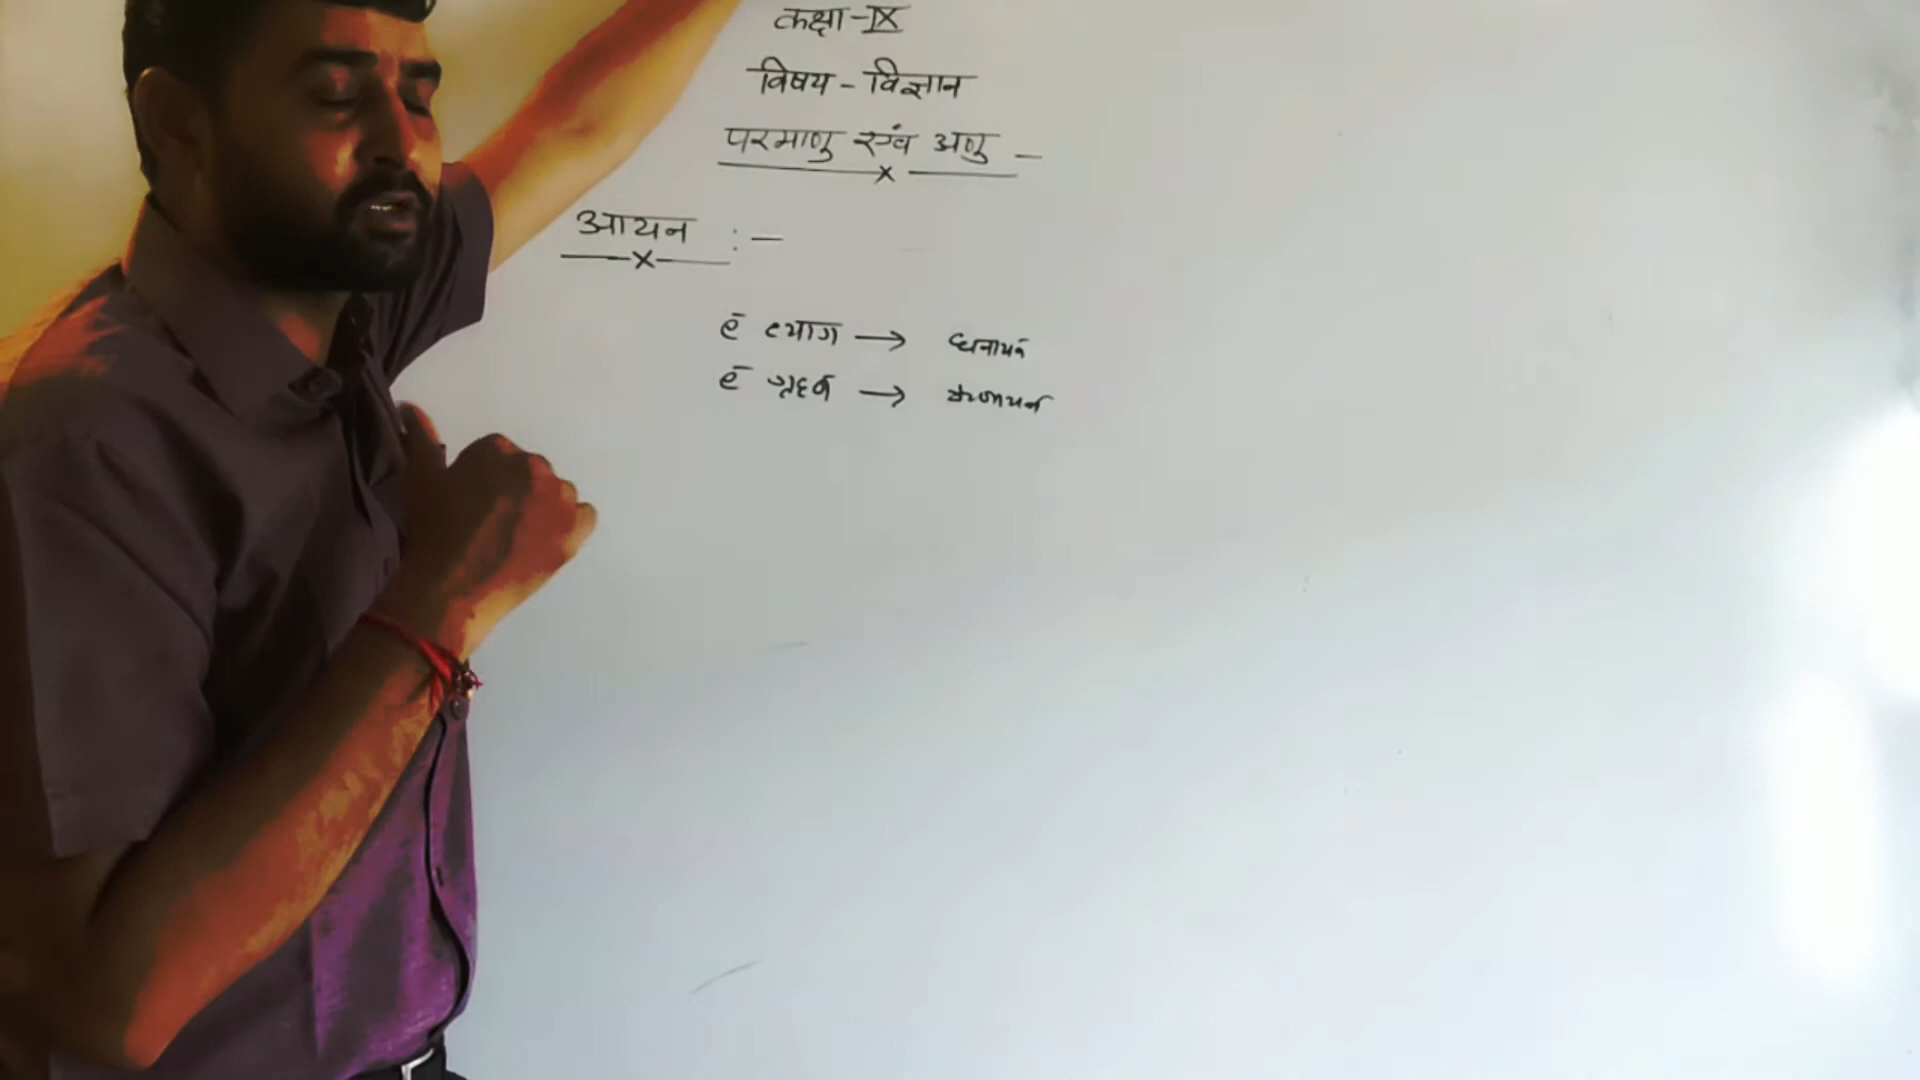 कक्षा-IX
विषय - विज्ञान
परमाणु एवं अणु -
आयन :-
e⁻ त्याग → धनायन
e⁻ ग्रहण → ऋणायन